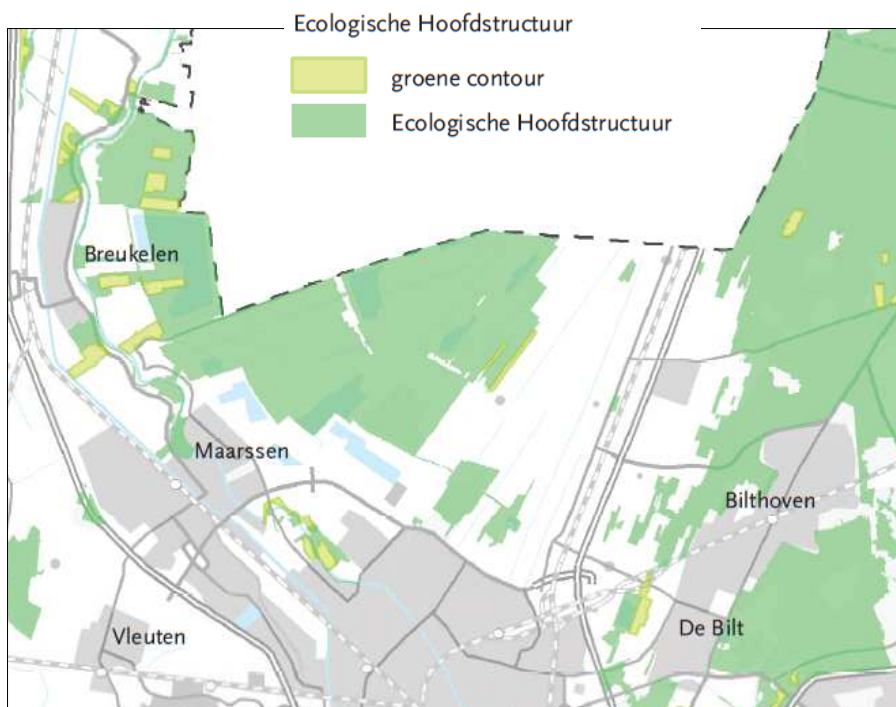 Ecologische Hoofdstructuur
groene contour
Ecologische Hoofdstructuur
Breukelen
Maarssen
Bilthoven
Vleuten
De Bilt